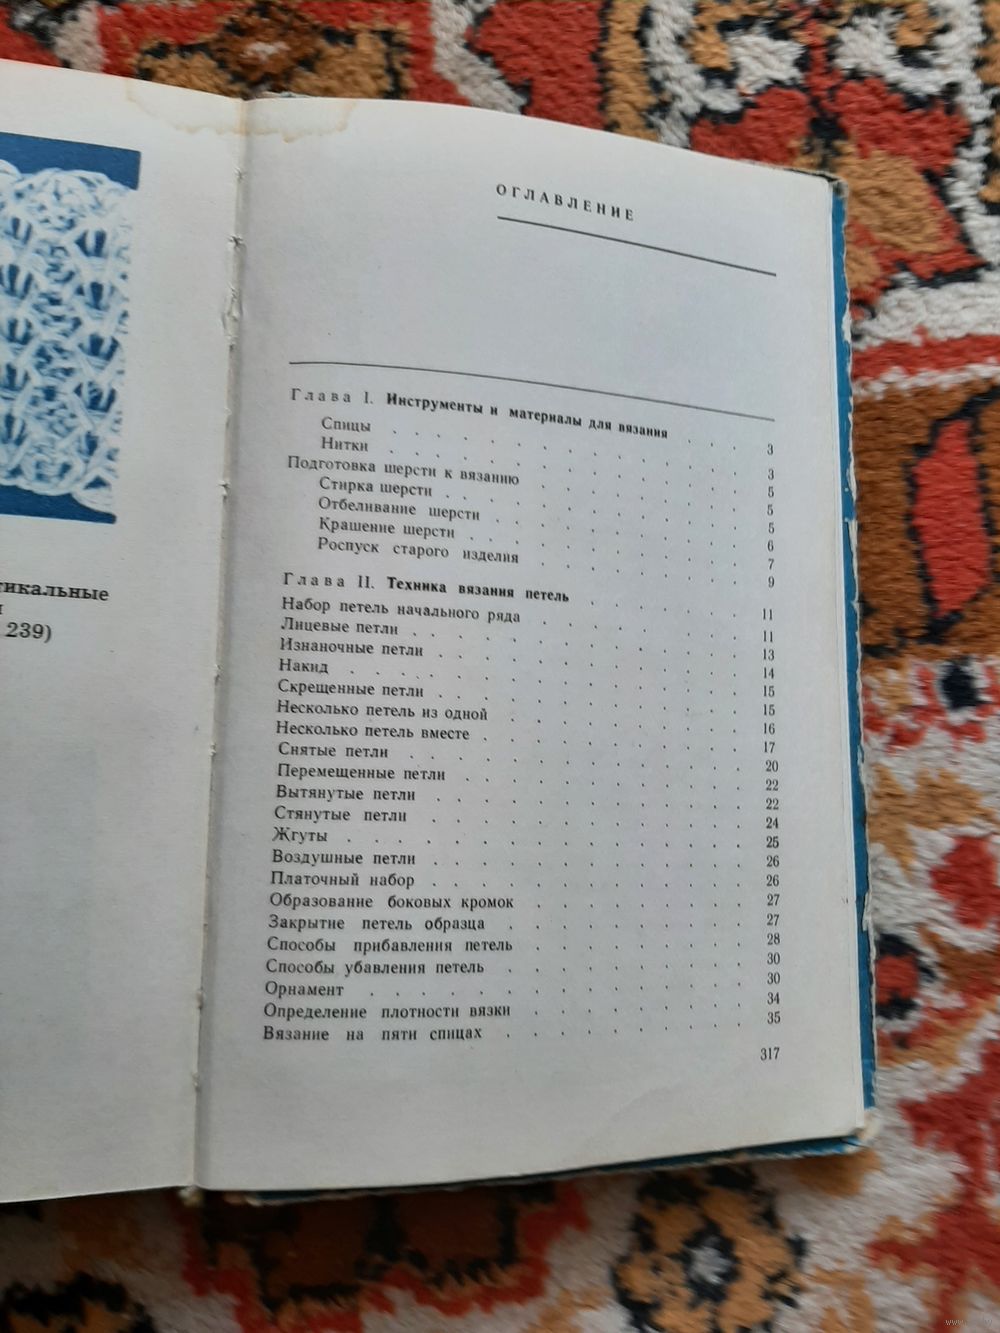 тикальные
239)
ОГЛАВЛЕНИЕ
Глава I. Инструменты и материалы для вязания . . . 3
Спицы . . . 3
Нитки . . . 5
Подготовка шерсти к вязанию . . . 5
Стирка шерсти . . . 5
Отбеливание шерсти . . . 6
Крашение шерсти . . . 7
Роспуск старого изделия . . . 9
Глава II. Техника вязания петель . . . 11
Набор петель начального ряда . . . 11
Лицевые петли . . . 13
Изнаночные петли . . . 14
Накид . . . 15
Скрещенные петли . . . 15
Несколько петель из одной . . . 16
Несколько петель вместе . . . 17
Снятые петли . . . 20
Перемещенные петли . . . 22
Вытянутые петли . . . 22
Стянутые петли . . . 24
Жгуты . . . 25
Воздушные петли . . . 26
Платочный набор . . . 26
Образование боковых кромок . . . 27
Закрытие петель образца . . . 27
Способы прибавления петель . . . 28
Способы убавления петель . . . 30
Орнамент . . . 30
Определение плотности вязки . . . 34
Вязание на пяти спицах . . . 35
317